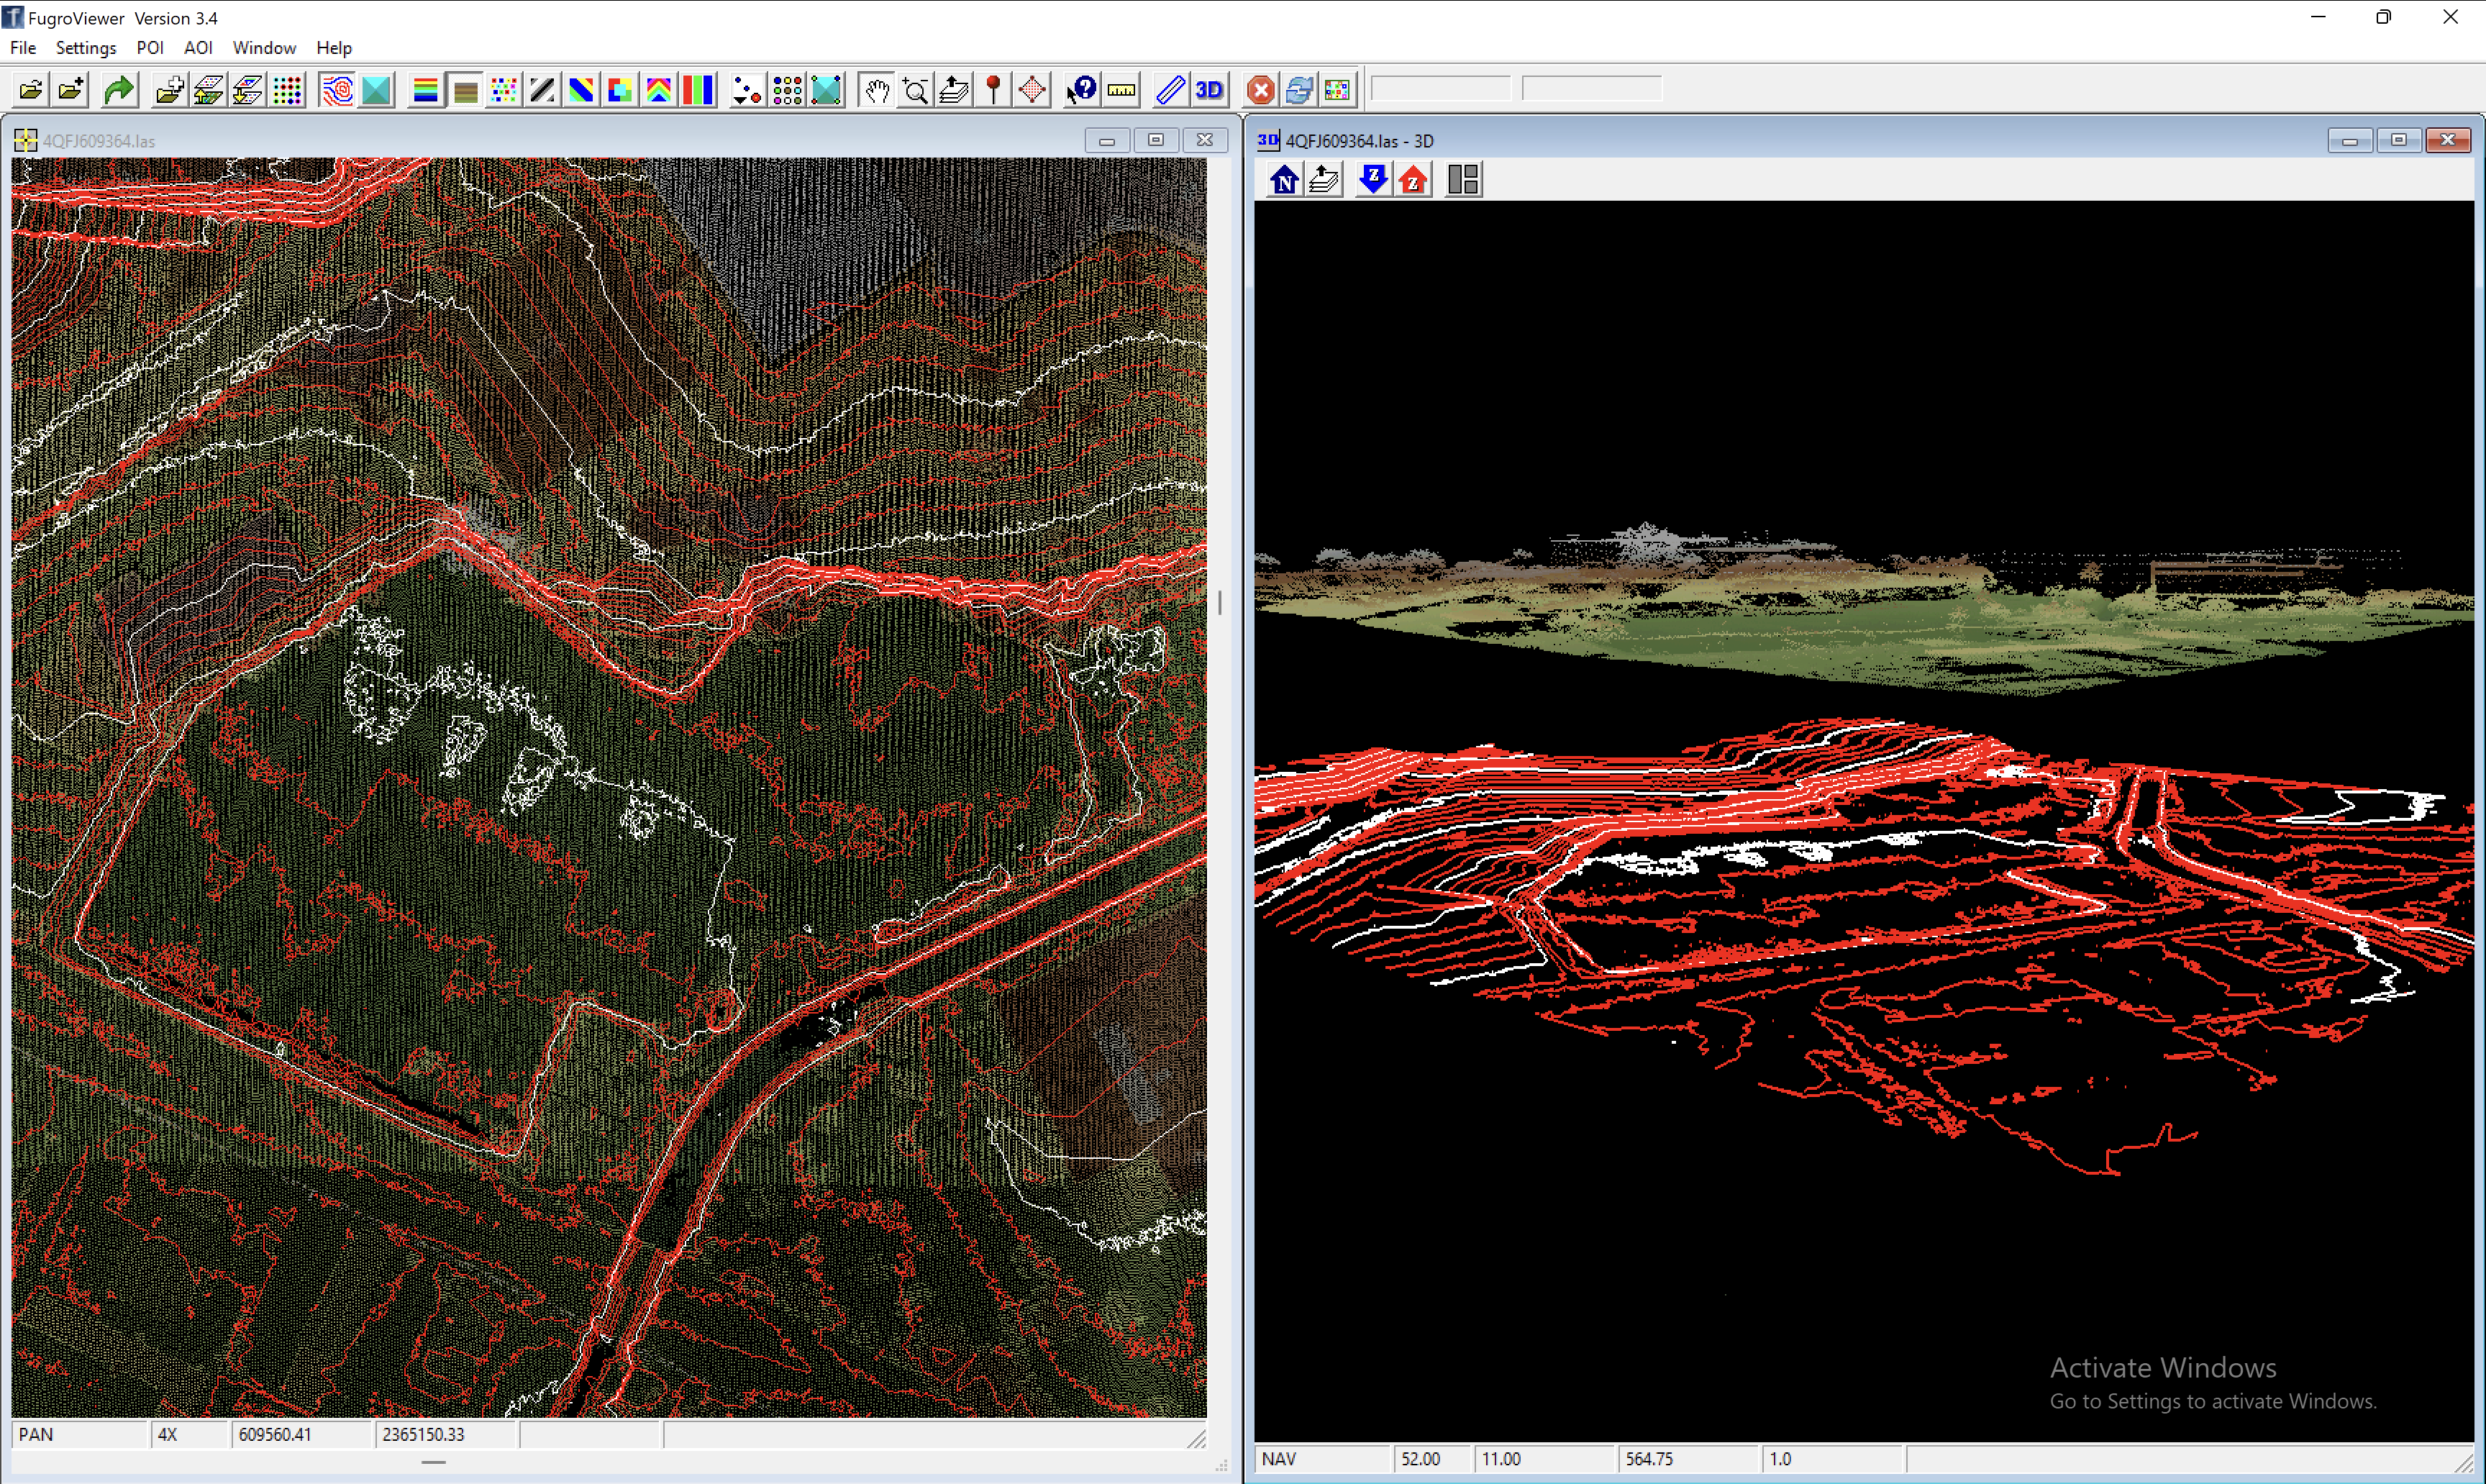 FugroViewer Version 3.4
File Settings POI AOI Window Help
3D
4QFJ609364.las
3D 4QFJ609364.las - 3D
N Z Z
PAN 4X 609560.41 2365150.33
Activate Windows
Go to Settings to activate Windows.
NAV 52.00 11.00 564.75 1.0